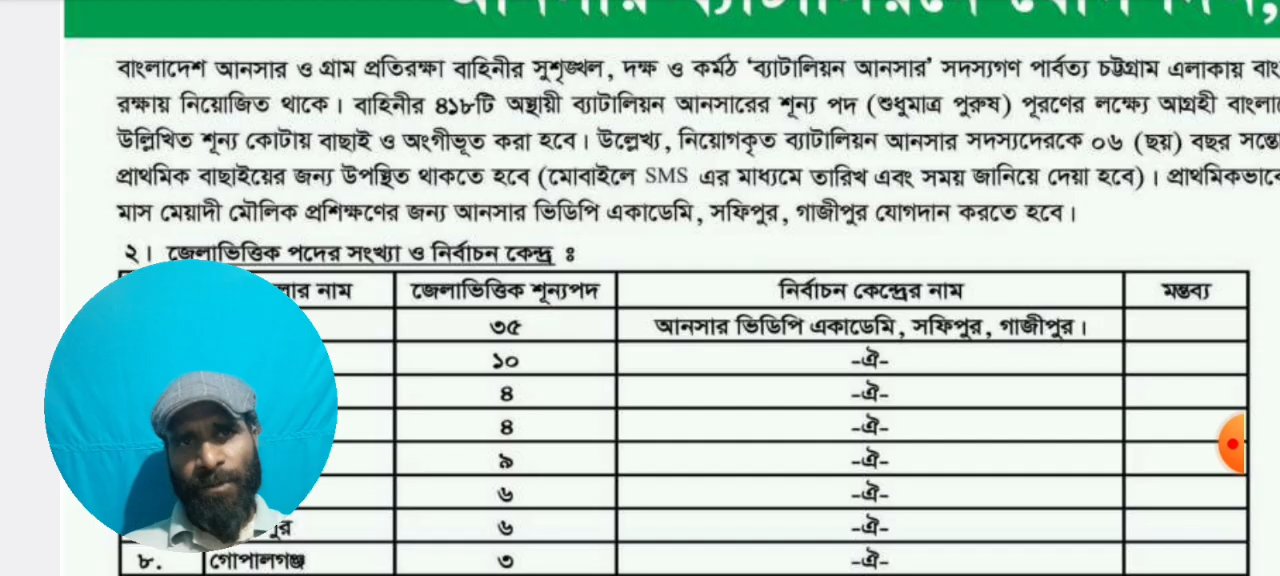 আনসার ব্যাটালিয়নে যোগ দিন,
বাংলাদেশ আনসার ও গ্রাম প্রতিরক্ষা বাহিনীর সুশৃঙ্খল, দক্ষ ও কর্মঠ ‘ব্যাটালিয়ন আনসার’ সদস্যগণ পার্বত্য চট্টগ্রাম এলাকায়
রক্ষায় নিয়োজিত থাকে। বাহিনীর ৪১৮টি অস্থায়ী ব্যাটালিয়ন আনসারের শূন্য পদ (শুধুমাত্র পুরুষ) পূরণের লক্ষ্যে আগ্রহী
উল্লিখিত শূন্য কোটায় বাছাই ও অংগীভূত করা হবে। উল্লেখ্য, নিয়োগকৃত ব্যাটালিয়ন আনসার সদস্যদেরকে ০৬ (ছয়) বছর
প্রাথমিক বাছাইয়ের জন্য উপস্থিত থাকতে হবে (মোবাইলে SMS এর মাধ্যমে তারিখ এবং সময় জানিয়ে দেয়া হবে)। প্রাথমিকভাবে
মাস মেয়াদী মৌলিক প্রশিক্ষণের জন্য আনসার ভিডিপি একাডেমি, সফিপুর, গাজীপুর যোগদান করতে হবে।
২। জেলাভিত্তিক পদের সংখ্যা ও নির্বাচন কেন্দ্র ঃ
নাম জেলাভিত্তিক শূন্যপদ নির্বাচন কেন্দ্রের নাম মন্তব্য
৩৫ আনসার ভিডিপি একাডেমি, সফিপুর, গাজীপুর।
১০ -ঐ-
৪ -ঐ-
৪ -ঐ-
৯ -ঐ-
৬ -ঐ-
৬ -ঐ-
৮. গোপালগঞ্জ ৩ -ঐ-